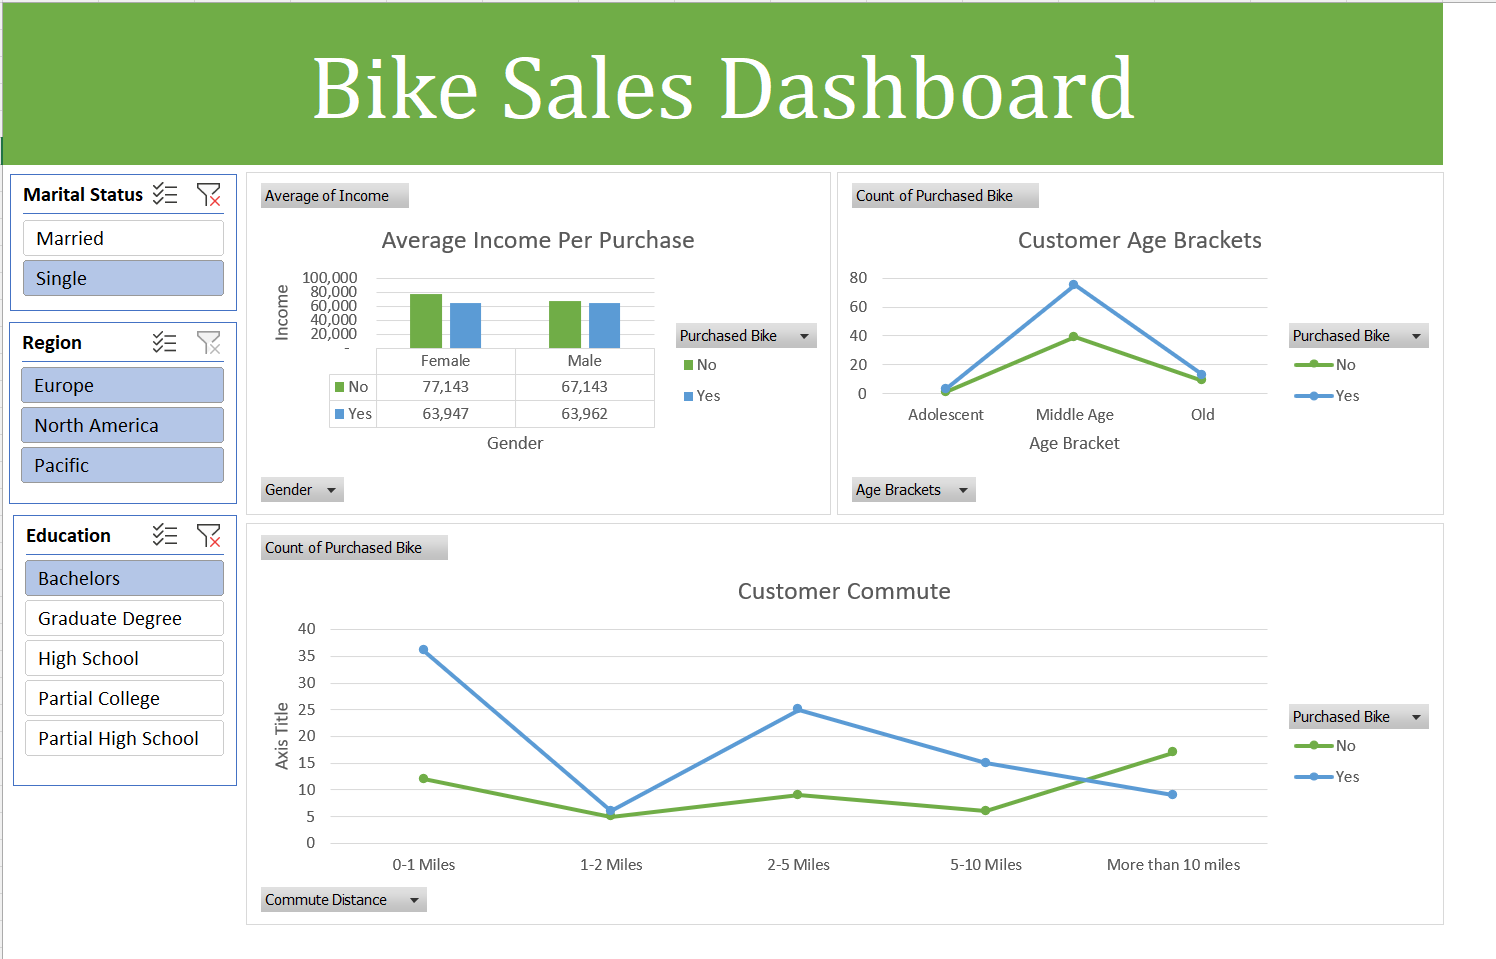 Bike Sales Dashboard
Marital Status
Married
Single
Region
Europe
North America
Pacific
Education
Bachelors
Graduate Degree
High School
Partial College
Partial High School
Average of Income
Average Income Per Purchase
Income
100,000
80,000
60,000
40,000
20,000
-
Female Male
No 77,143 67,143
Yes 63,947 63,962
Gender
Purchased Bike
No
Yes
Gender
Count of Purchased Bike
Customer Age Brackets
80
60
40
20
0
Adolescent Middle Age Old
Age Bracket
Purchased Bike
No
Yes
Age Brackets
Count of Purchased Bike
Customer Commute
Axis Title
40
35
30
25
20
15
10
5
0
0-1 Miles 1-2 Miles 2-5 Miles 5-10 Miles More than 10 miles
Purchased Bike
No
Yes
Commute Distance